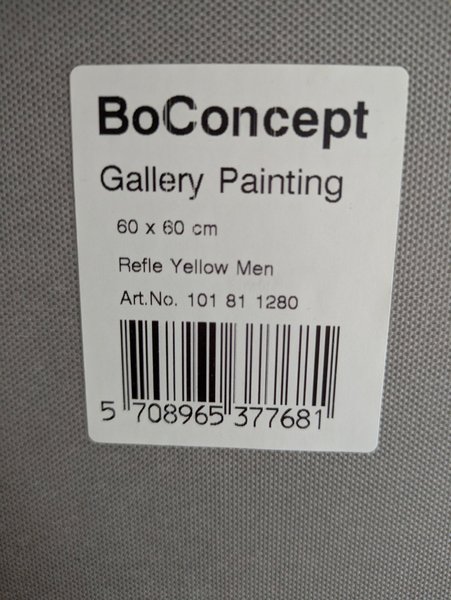 BoConcept
Gallery Painting
60 x 60 cm
Refle Yellow Men
Art.No. 101 81 1280
5 708965 377681